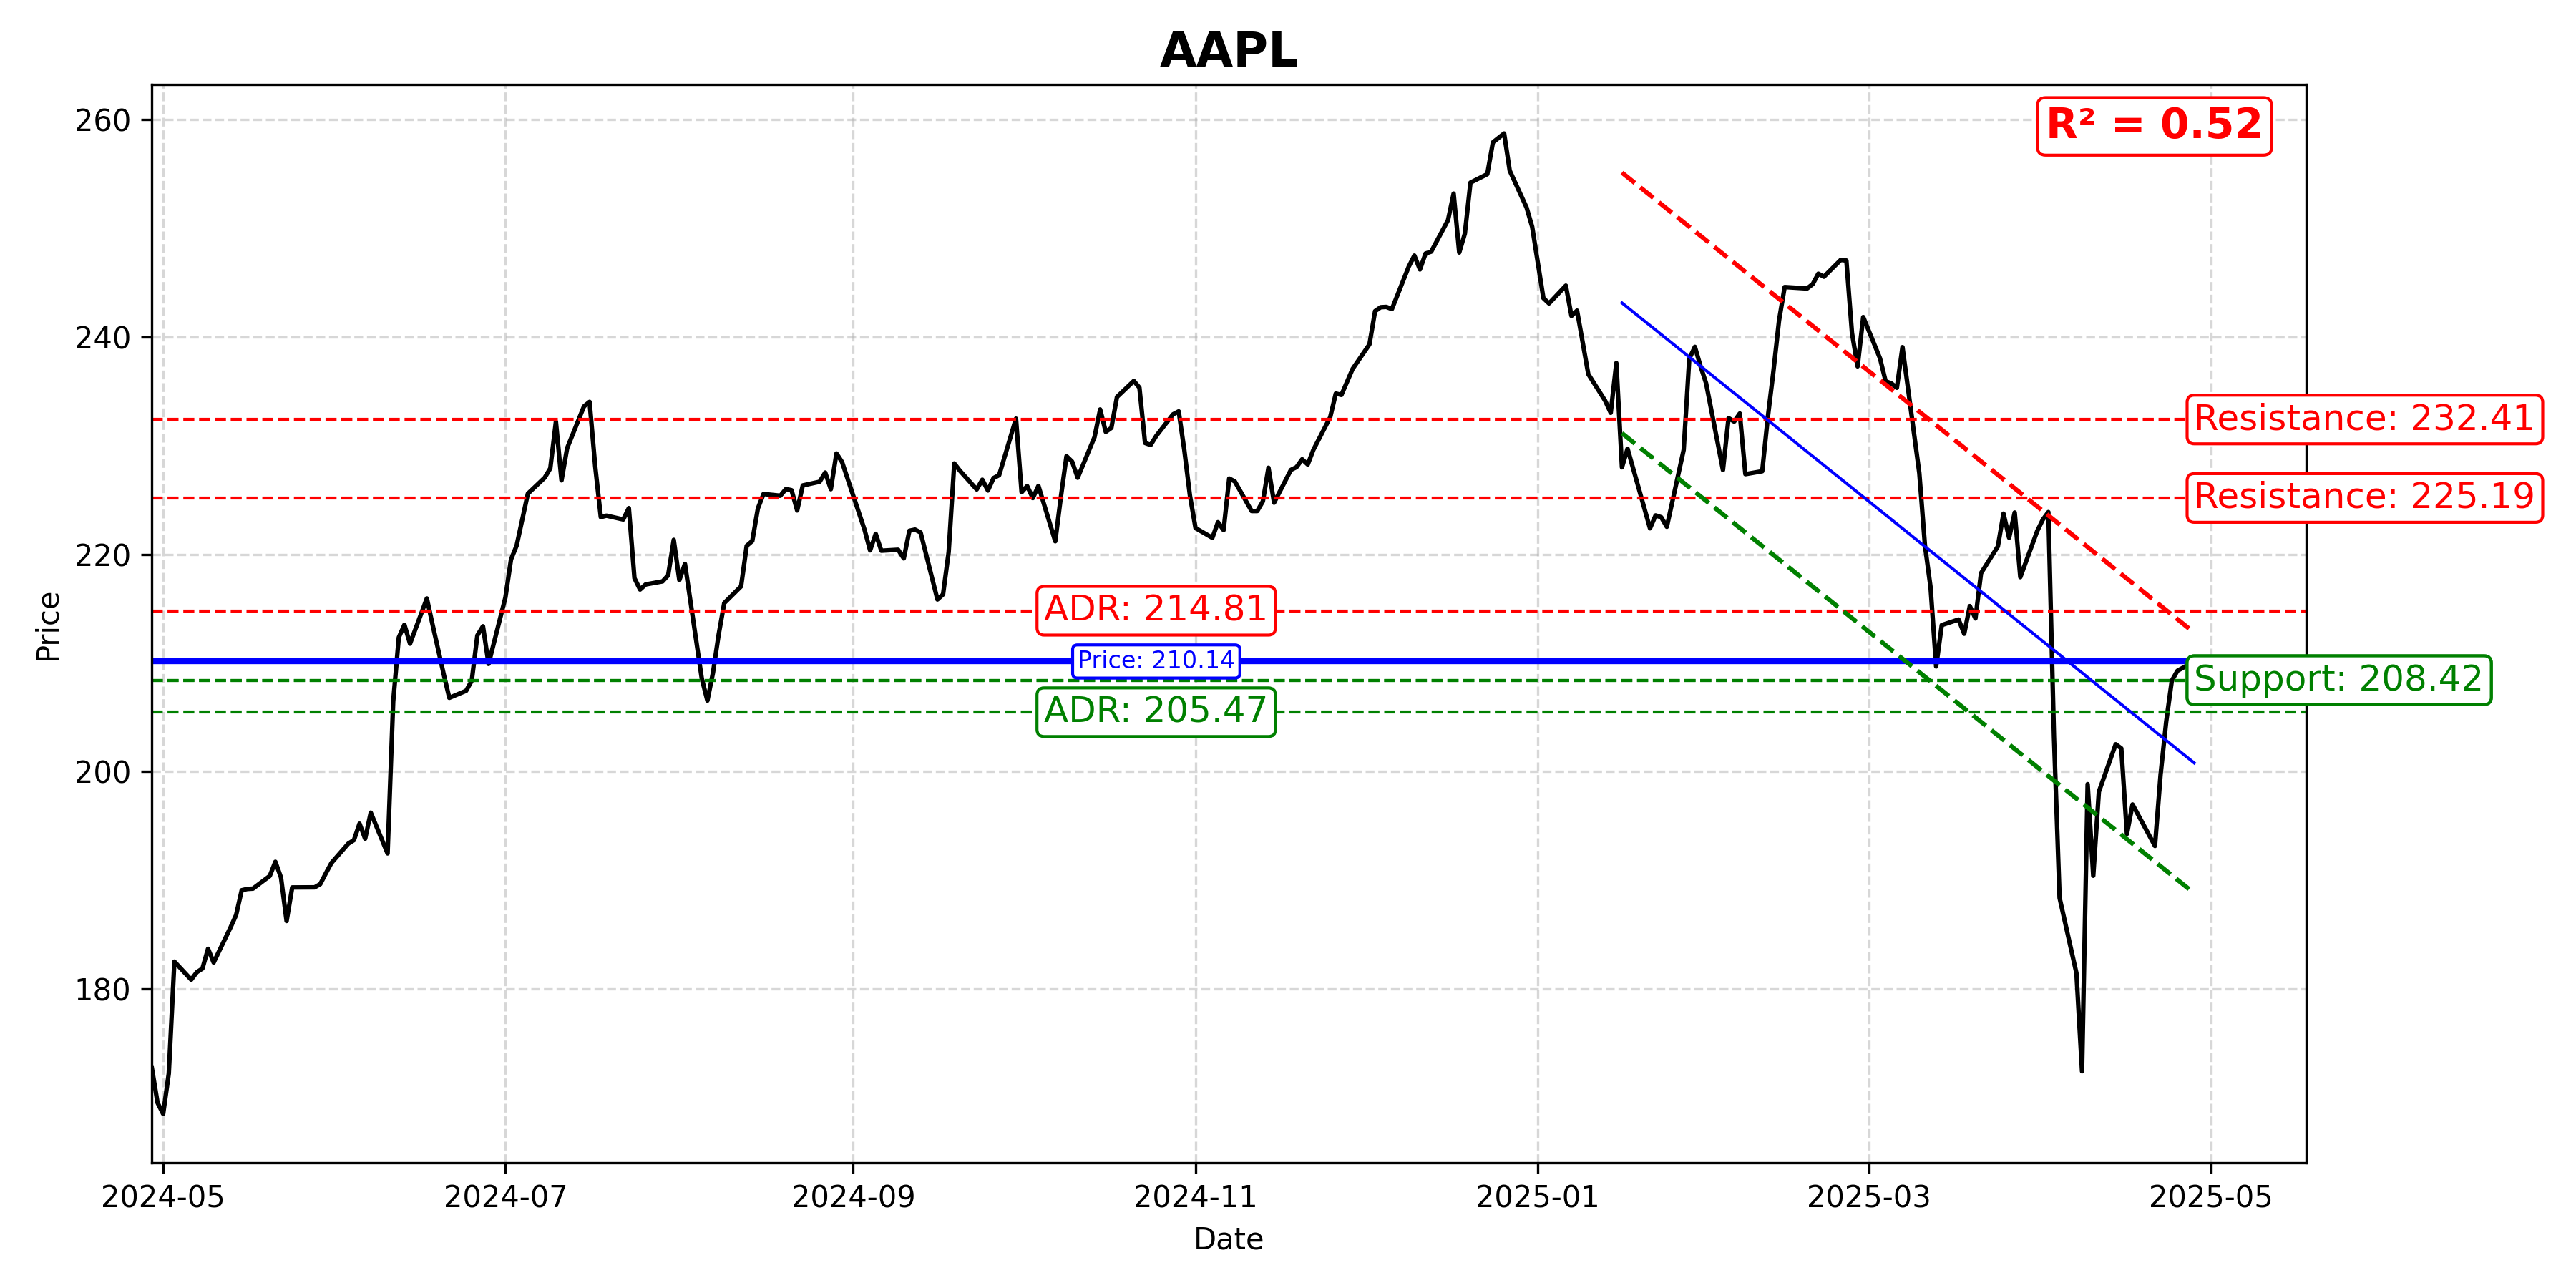 AAPL
R² = 0.52
260
240
220
200
180
Price
Resistance: 232.41
Resistance: 225.19
ADR: 214.81
Price: 210.14
Support: 208.42
ADR: 205.47
2024-05
2024-07
2024-09
2024-11
2025-01
2025-03
2025-05
Date